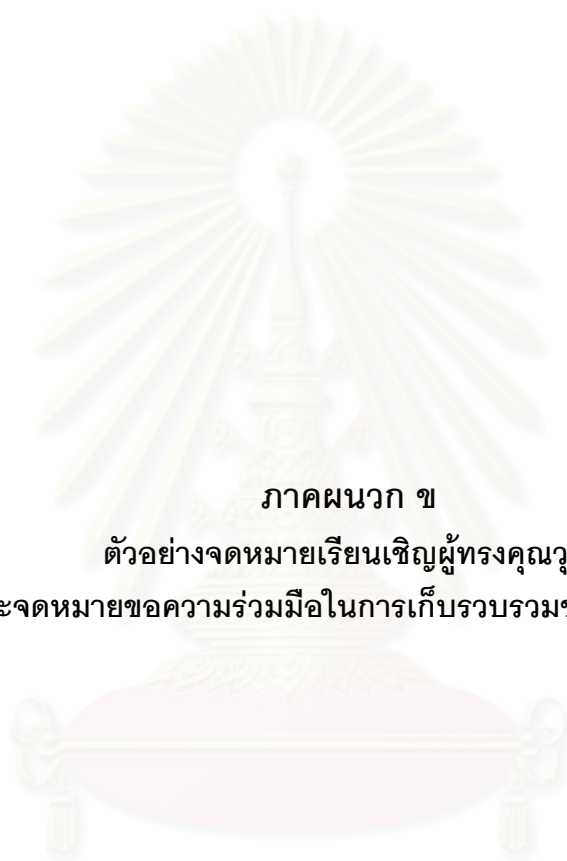 ภาคผนวก ข
ตัวอย่างจดหมายเรียนเชิญผู้ทรงคุณวุ
ะจดหมายขอความร่วมมือในการเก็บรวบรวมข